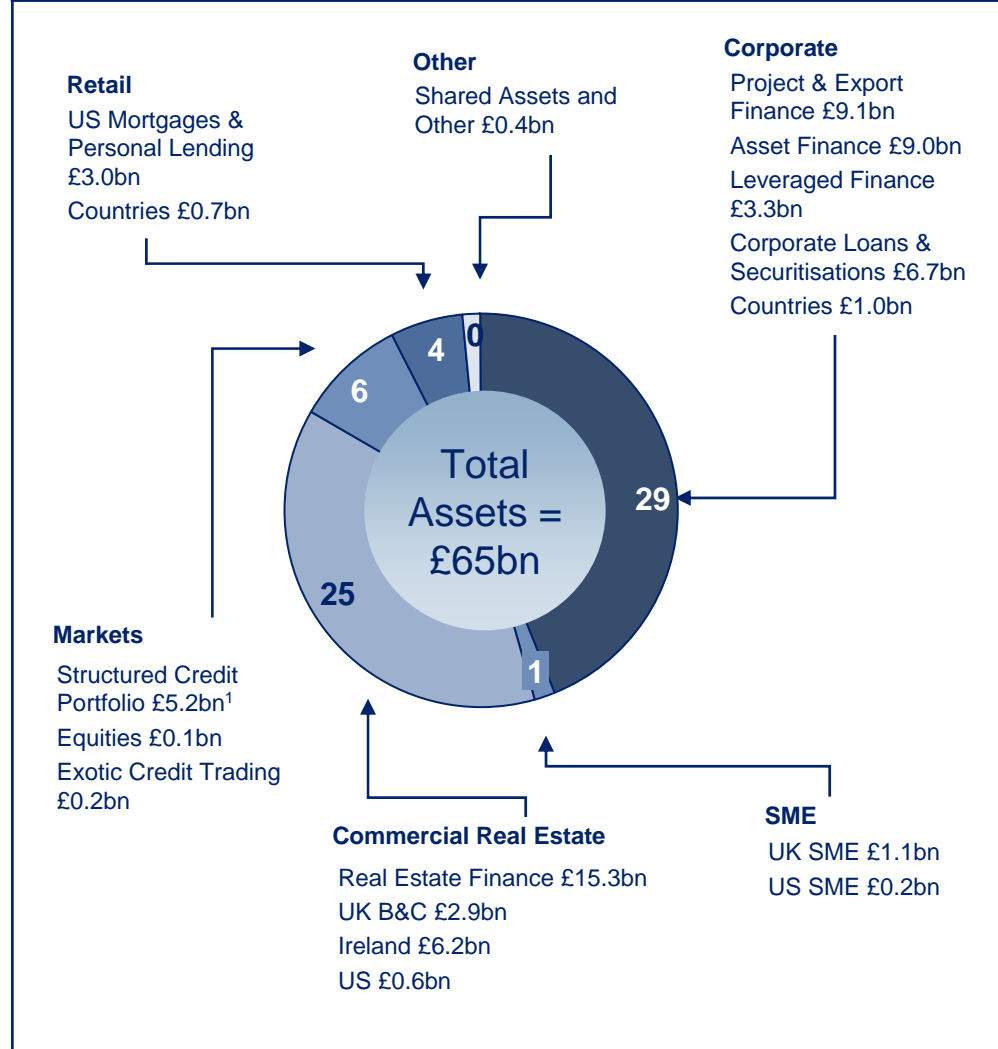 Retail
US Mortgages &
Personal Lending
£3.0bn
Countries £0.7bn
Other
Shared Assets and
Other £0.4bn
Corporate
Project & Export
Finance £9.1bn
Asset Finance £9.0bn
Leveraged Finance
£3.3bn
Corporate Loans &
Securitisations £6.7bn
Countries £1.0bn
0
4
6
29
25
1
Total
Assets =
£65bn
Markets
Structured Credit
Portfolio £5.2bn¹
Equities £0.1bn
Exotic Credit Trading
£0.2bn
Commercial Real Estate
Real Estate Finance £15.3bn
UK B&C £2.9bn
Ireland £6.2bn
US £0.6bn
SME
UK SME £1.1bn
US SME £0.2bn